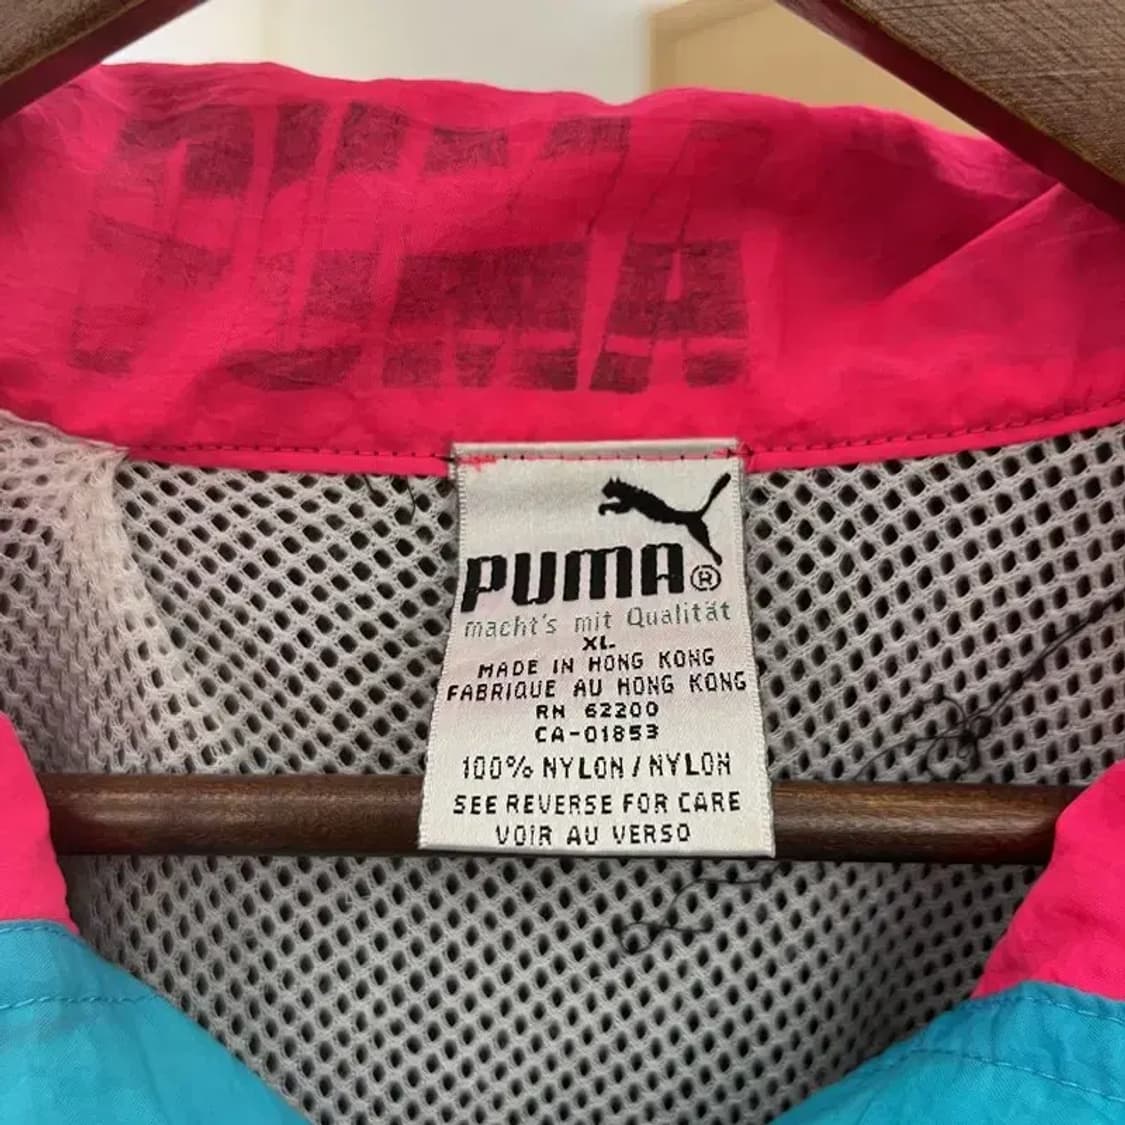 PUMA
PUMA®
macht's mit Qualität
XL
MADE IN HONG KONG
FABRIQUE AU HONG KONG
RN 62200
CA-01853
100% NYLON/NYLON
SEE REVERSE FOR CARE
VOIR AU VERSO